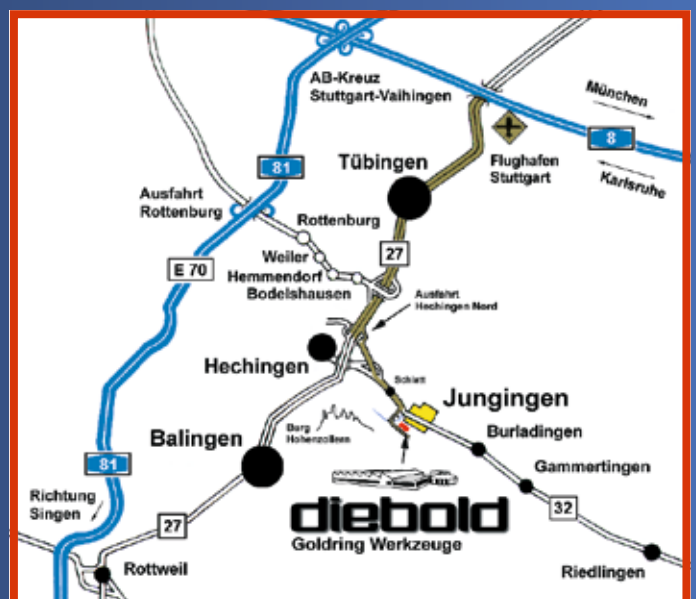 AB-Kreuz
Stuttgart-Vaihingen
München
8
Karlsruhe
Flughafen
Stuttgart
81
Tübingen
Ausfahrt
Rottenburg
Rottenburg
Weiler
Hemmendorf
Bodelshausen
27
E 70
Ausfahrt
Hechingen Nord
Hechingen
Schlatt
Jungingen
Burg
Hohenzollern
Balingen
Burladingen
Gammertingen
81
Richtung
Singen
27
diebold
Goldring Werkzeuge
32
Rottweil
Riedlingen